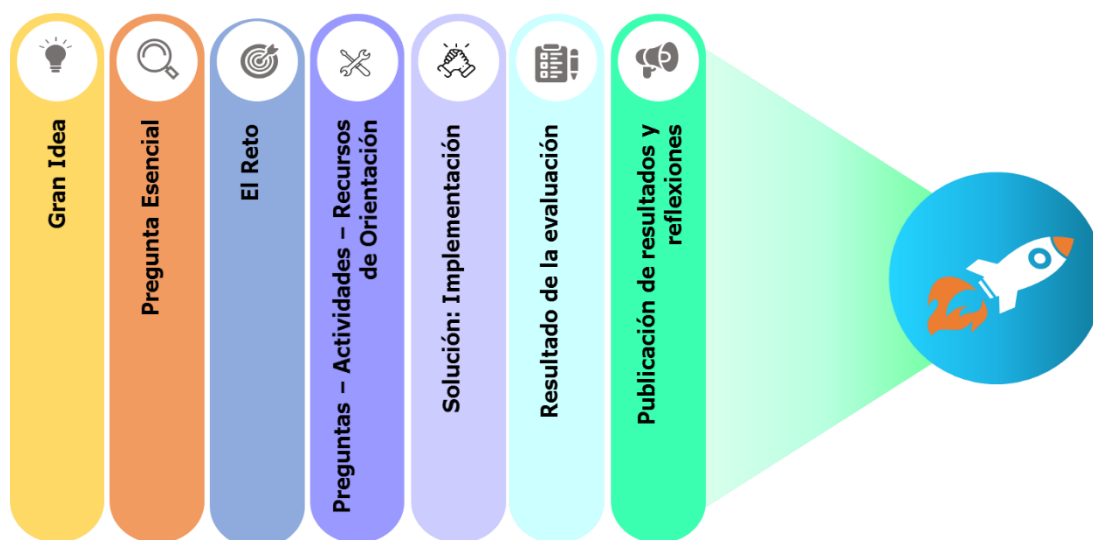 Gran Idea
Pregunta Esencial
El Reto
Preguntas – Actividades – Recursos
de Orientación
Solución: Implementación
Resultado de la evaluación
Publicación de resultados y
reflexiones